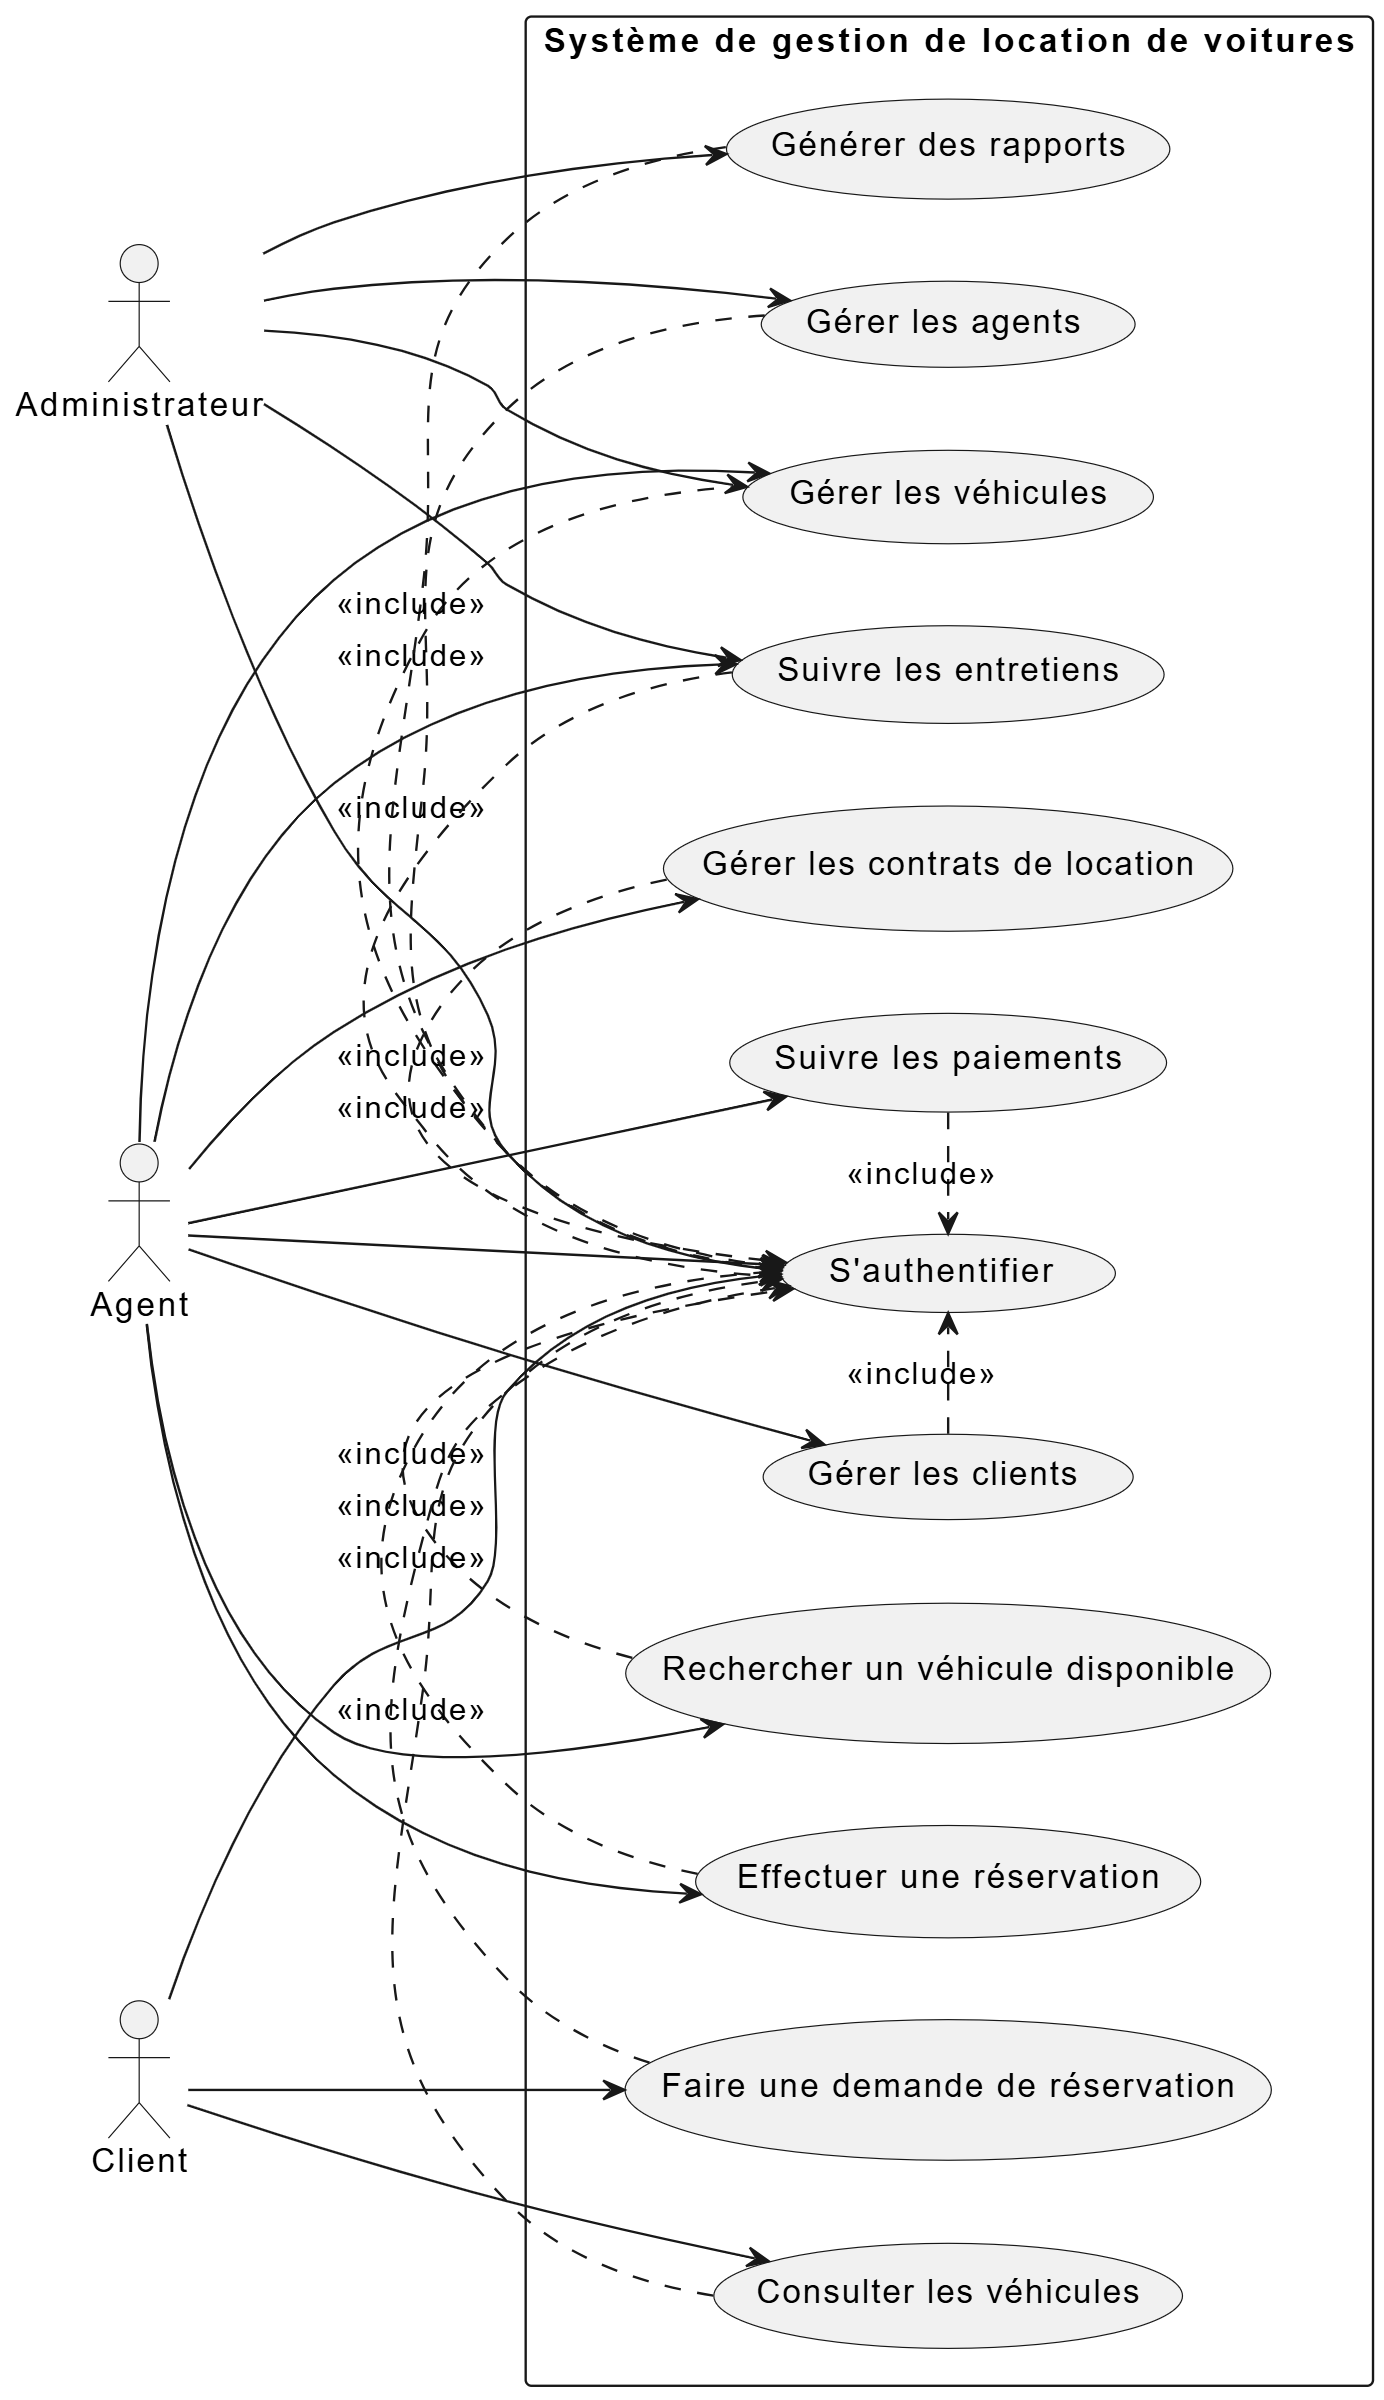 Système de gestion de location de voitures
Générer des rapports
Gérer les agents
Administrateur
Gérer les véhicules
«include»
«include»
Suivre les entretiens
«include»
Gérer les contrats de location
«include»
Suivre les paiements
«include»
«include»
S'authentifier
Agent
«include»
«include»
Gérer les clients
«include»
«include»
Rechercher un véhicule disponible
«include»
Effectuer une réservation
Faire une demande de réservation
Client
Consulter les véhicules